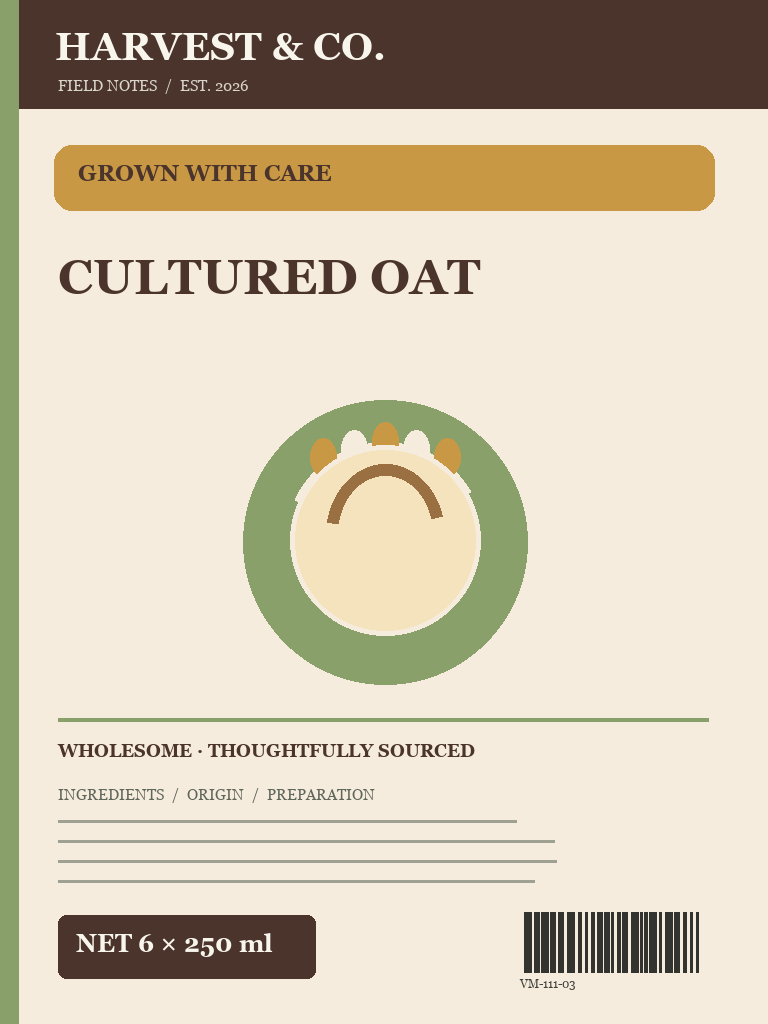 HARVEST & CO.
FIELD NOTES / EST. 2026
GROWN WITH CARE
CULTURED OAT
WHOLESOME · THOUGHTFULLY SOURCED
INGREDIENTS / ORIGIN / PREPARATION
NET 6 × 250 ml
VM-111-03